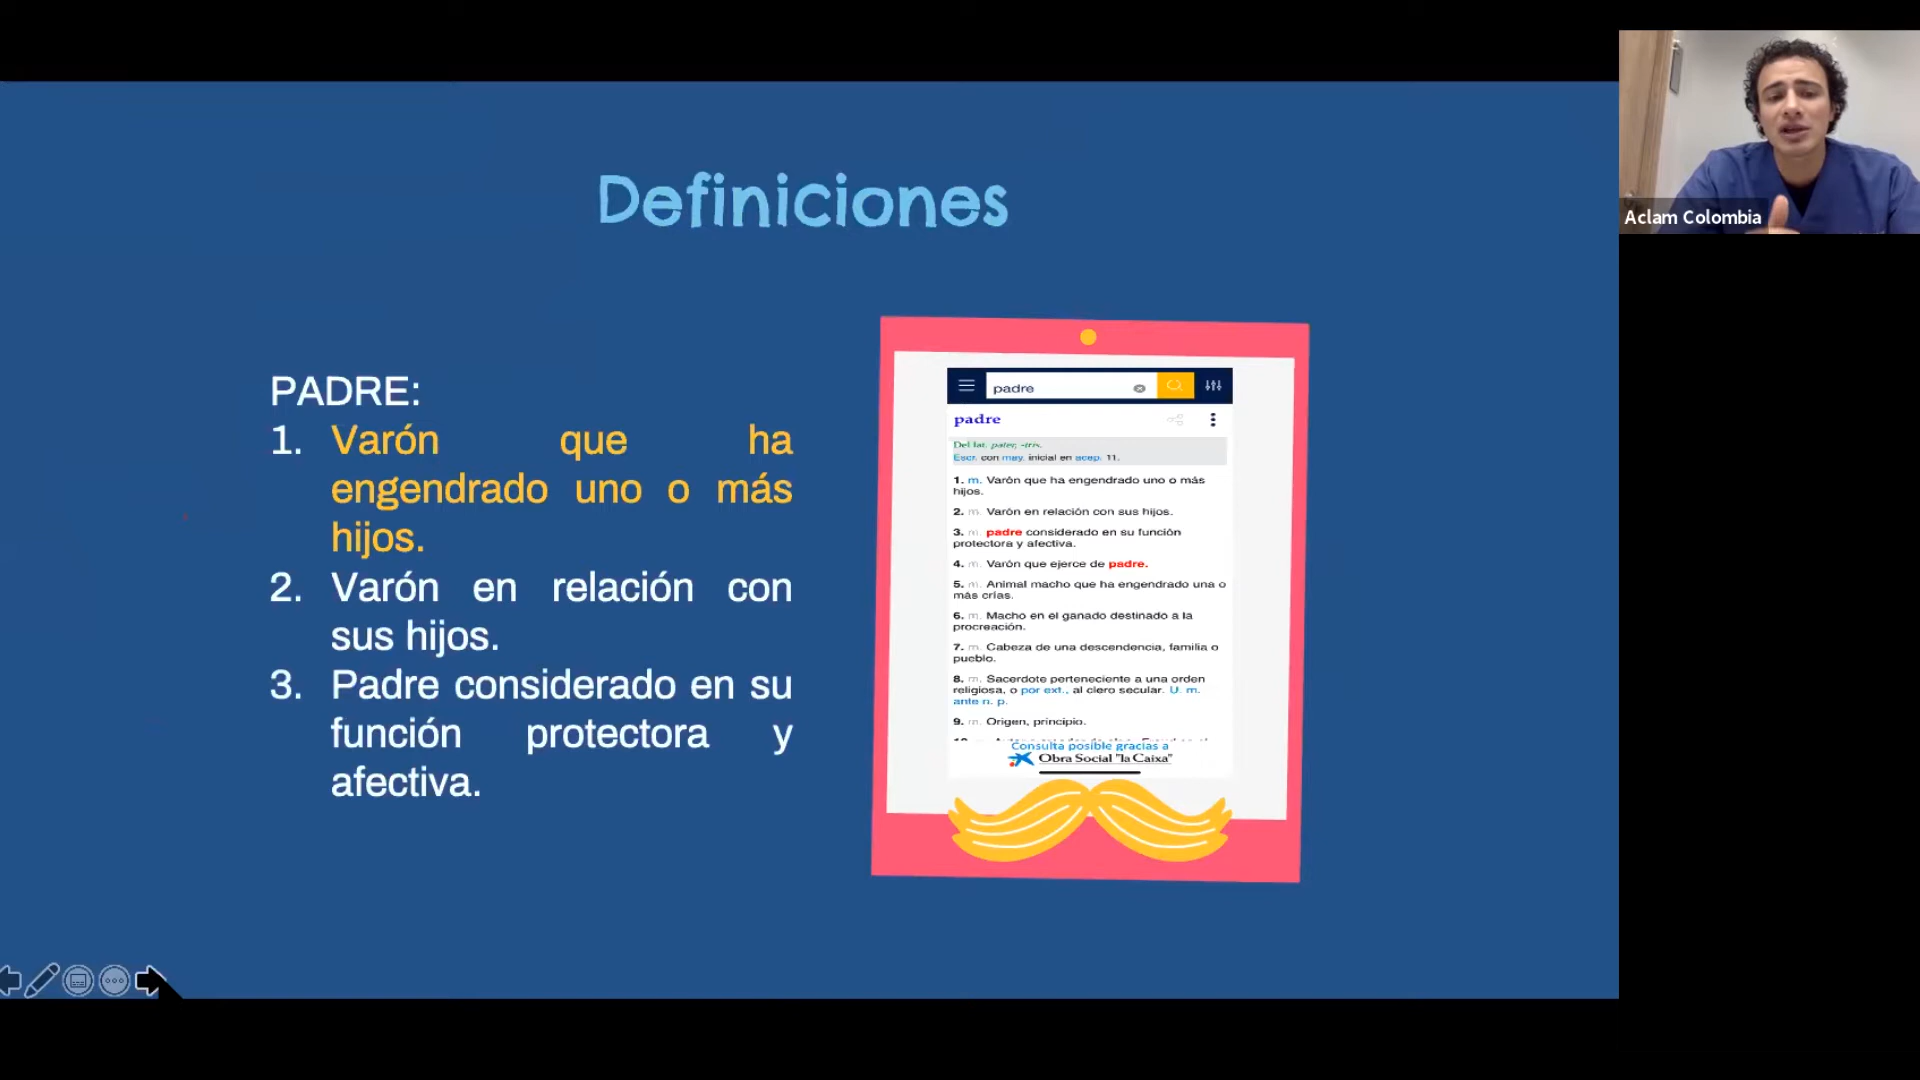 Definiciones
PADRE:
1. Varón que ha
engendrado uno o más
hijos.
2. Varón en relación con
sus hijos.
3. Padre considerado en su
función protectora y
afectiva.
padre
padre
Del lat. pater, -tris.
Escr. con may. inicial en acep. 11.
1. m. Varón que ha engendrado uno o más
hijos.
2. m. Varón en relación con sus hijos.
3. m. padre considerado en su función
protectora y afectiva.
4. m. Varón que ejerce de padre.
5. m. Animal macho que ha engendrado una o
más crías.
6. m. Macho en el ganado destinado a la
procreación.
7. m. Cabeza de una descendencia, familia o
pueblo.
8. m. Sacerdote perteneciente a una orden
religiosa, o por ext., al clero secular. U. m.
ante n. p.
9. m. Origen, principio.
Consulta posible gracias a
Obra Social "la Caixa"
Aclam Colombia